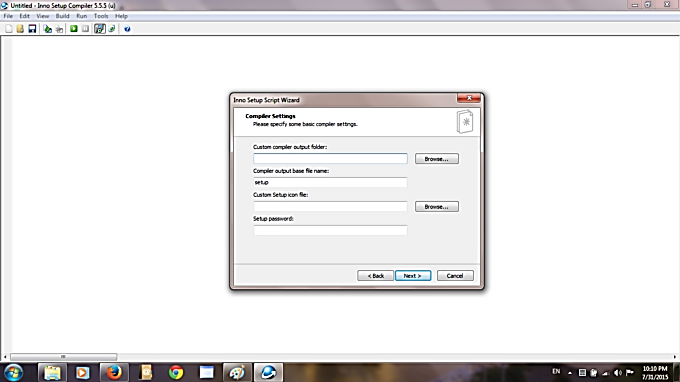 Untitled - Inno Setup Compiler 5.5.5 (u)
File Edit View Build Run Tools Help
Inno Setup Script Wizard
Compiler Settings
Please specify some basic compiler settings.
Custom compiler output folder:
Browse...
Compiler output base file name:
setup
Custom Setup icon file:
Browse...
Setup password:
< Back Next > Cancel
EN
10:10 PM
7/31/2015